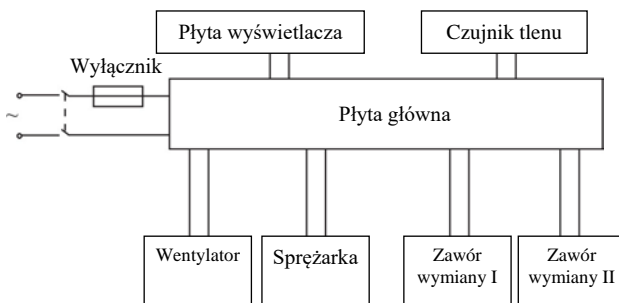 Płyta wyświetlacza
Czujnik tlenu
Wyłącznik
~
Płyta główna
Wentylator
Sprężarka
Zawór
wymiany I
Zawór
wymiany II